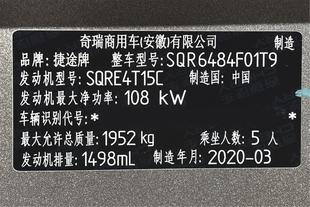 奇瑞商用车(安徽)有限公司 制造
品牌: 捷途牌 整车型号: SQR6484F01T9
发动机型号: SQRE4T15C 制造国: 中国
发动机最大净功率: 108 kW
车辆识别代号: * *
最大允许总质量: 1952 kg 乘坐人数: 5 人
发动机排量: 1498mL 制造年月: 2020-03